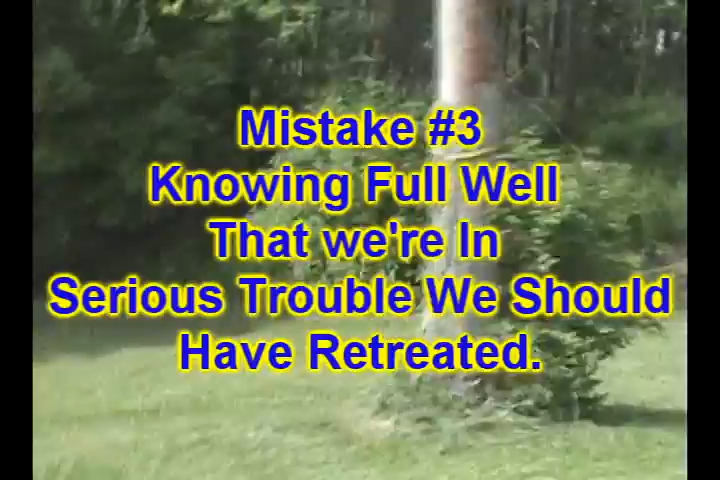 Mistake #3
Knowing Full Well
That we're In
Serious Trouble We Should
Have Retreated.